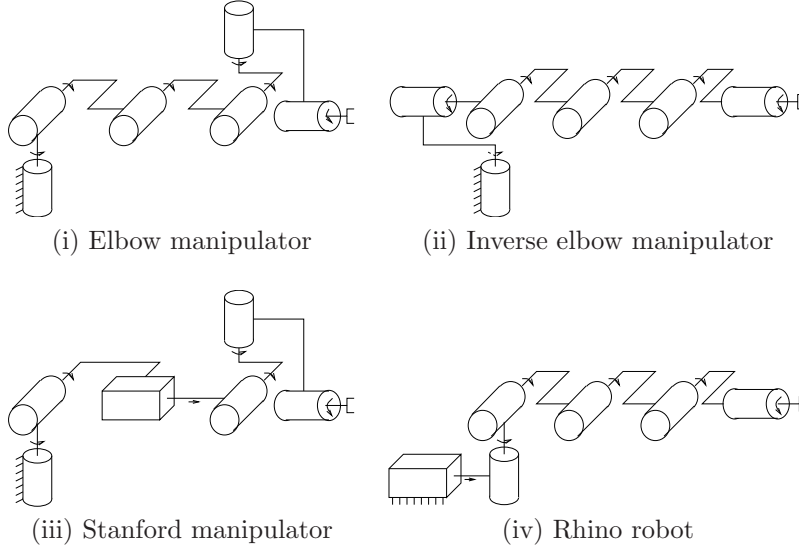 (i) Elbow manipulator
(ii) Inverse elbow manipulator
(iii) Stanford manipulator
(iv) Rhino robot